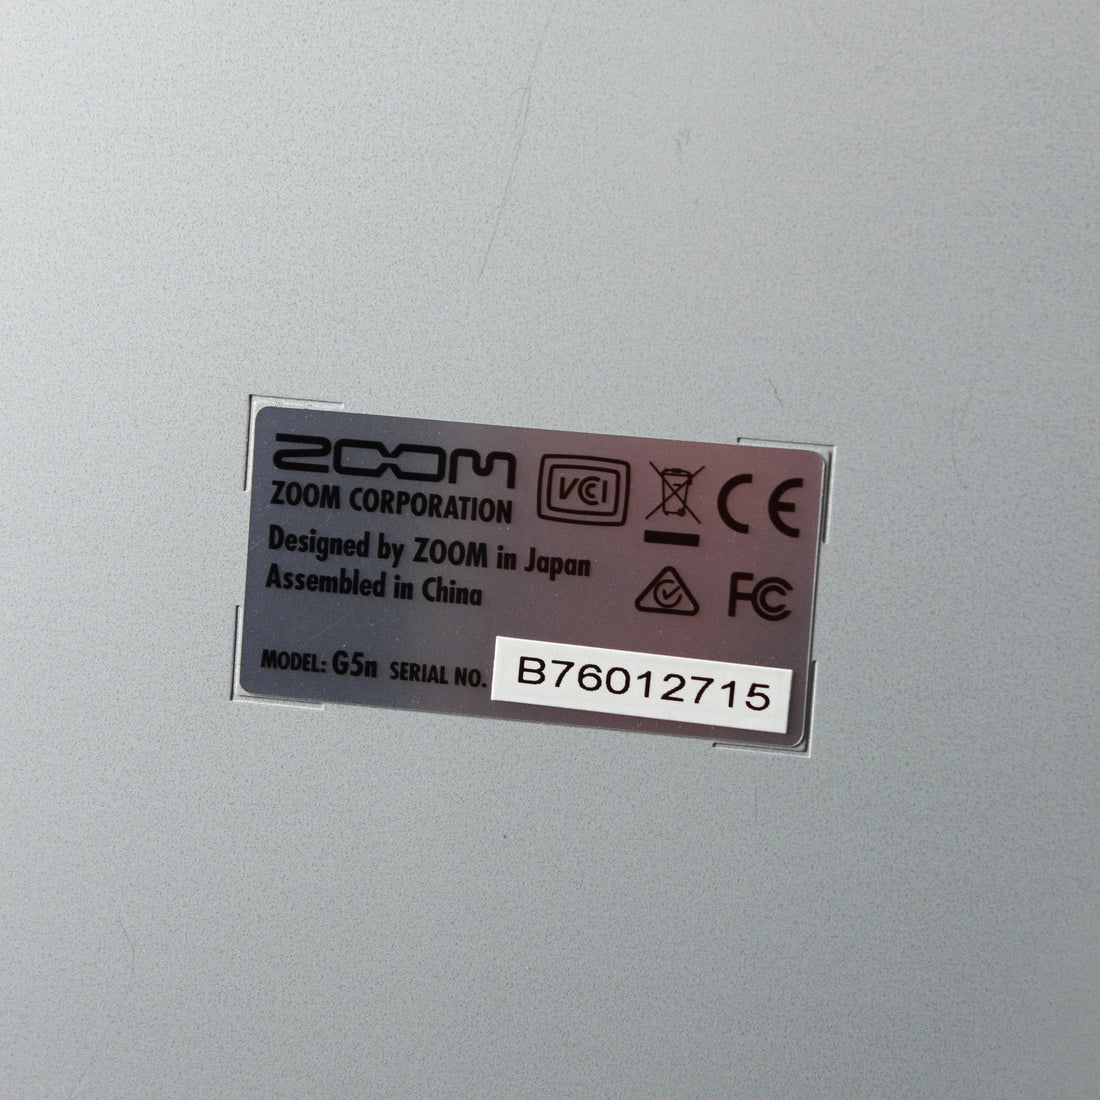 ZOOM
ZOOM CORPORATION
VCI
CE
Designed by ZOOM in Japan
Assembled in China
FC
MODEL: G5n SERIAL NO. B76012715